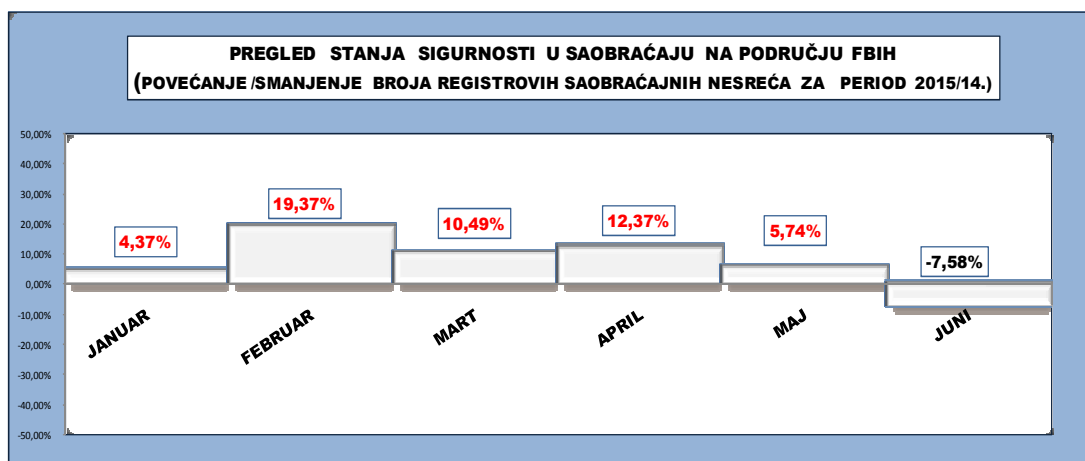 PREGLED STANJA SIGURNOSTI U SAOBRAĆAJU NA PODRUČJU FBIH
(POVEĆANJE /SMANJENJE BROJA REGISTROVIH SAOBRAĆAJNIH NESREĆA ZA PERIOD 2015/14.)
50,00%
40,00%
30,00%
20,00%
10,00%
0,00%
-10,00%
-20,00%
-30,00%
-40,00%
-50,00%
4,37%
19,37%
10,49%
12,37%
5,74%
-7,58%
JANUAR
FEBRUAR
MART
APRIL
MAJ
JUNI